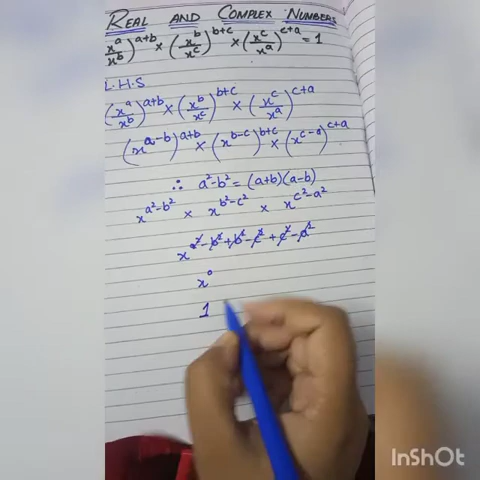 REAL AND COMPLEX NUMBERS
(x^a/x^b)^(a+b) × (x^b/x^c)^(b+c) × (x^c/x^a)^(c+a) = 1
L.H.S
(x^a/x^b)^(a+b) × (x^b/x^c)^(b+c) × (x^c/x^a)^(c+a)
(x^(a-b))^(a+b) × (x^(b-c))^(b+c) × (x^(c-a))^(c+a)
∴ a²-b² = (a+b)(a-b)
x^(a²-b²) × x^(b²-c²) × x^(c²-a²)
x^(a²-b²+b²-c²+c²-a²)
x⁰
1
InShOt